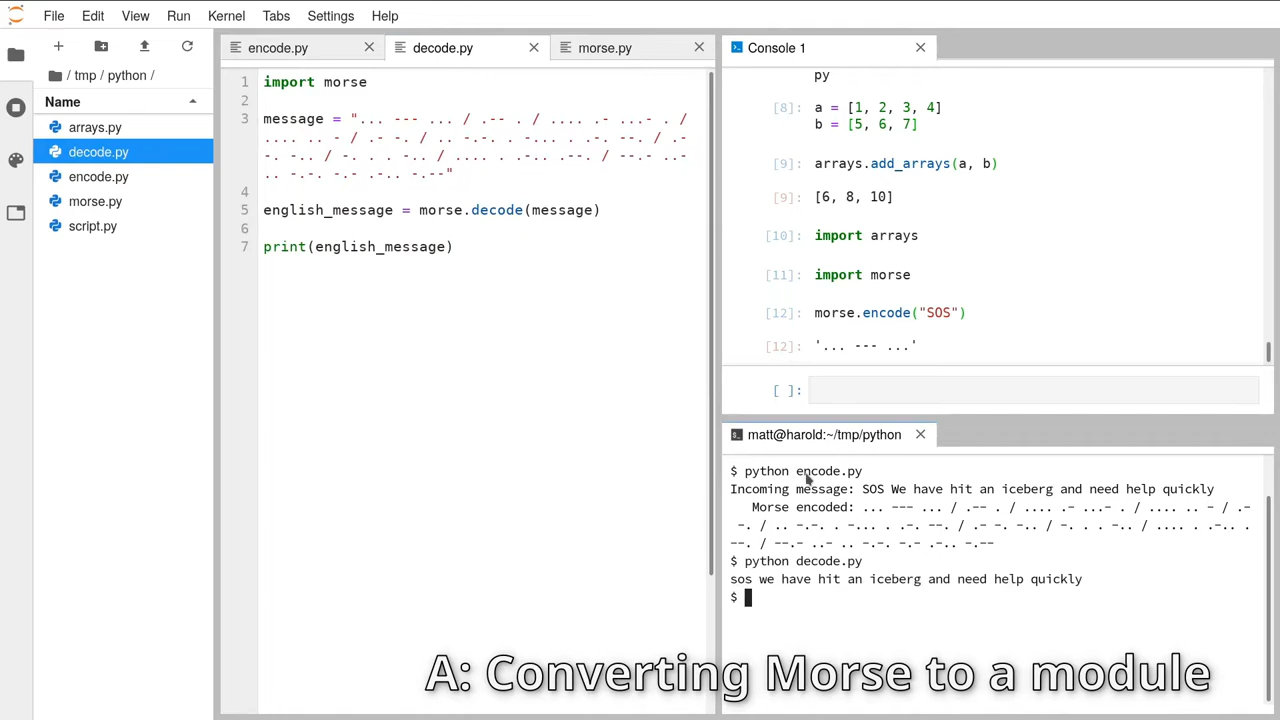 File Edit View Run Kernel Tabs Settings Help
/ tmp / python /
Name
arrays.py
decode.py
encode.py
morse.py
script.py
encode.py
decode.py
morse.py
1 import morse
2
3 message = "... --- ... / .-- . / .... .- ...- . /
.... .. - / .- -. / .. -.-. . -... . .-. --. / .-
-. -.. / -. . . -.. / .... . .-.. .--. / --.- ..-
.. -.-. -.- .-.. -.--"
4
5 english_message = morse.decode(message)
6
7 print(english_message)
Console 1
py
[8]: a = [1, 2, 3, 4]
b = [5, 6, 7]
[9]: arrays.add_arrays(a, b)
[9]: [6, 8, 10]
[10]: import arrays
[11]: import morse
[12]: morse.encode("SOS")
[12]: '... --- ...'
[ ]:
matt@harold:~/tmp/python
$ python encode.py
Incoming message: SOS We have hit an iceberg and need help quickly
Morse encoded: ... --- ... / .-- . / .... .- ...- . / .... .. - / .-
-. / .. -.-. . -... . .-. --. / .- -. -.. / -. . . -.. / .... . .-.. .
--. / --.- ..- .. -.-. -.- .-.. -.--
$ python decode.py
sos we have hit an iceberg and need help quickly
$
A: Converting Morse to a module